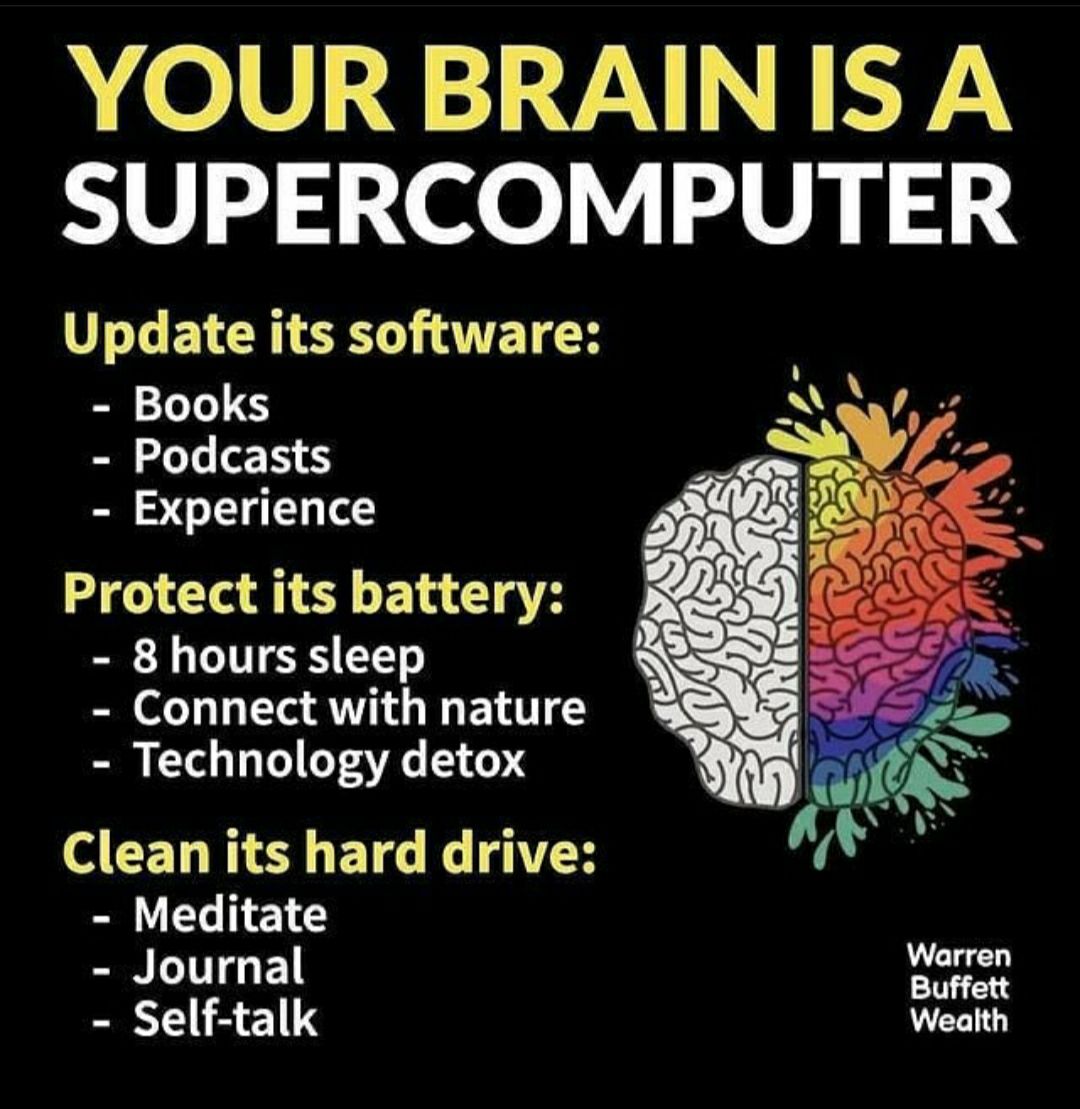 YOUR BRAIN IS A
SUPERCOMPUTER
Update its software:
- Books
- Podcasts
- Experience
Protect its battery:
- 8 hours sleep
- Connect with nature
- Technology detox
Clean its hard drive:
- Meditate
- Journal
- Self-talk
Warren
Buffett
Wealth